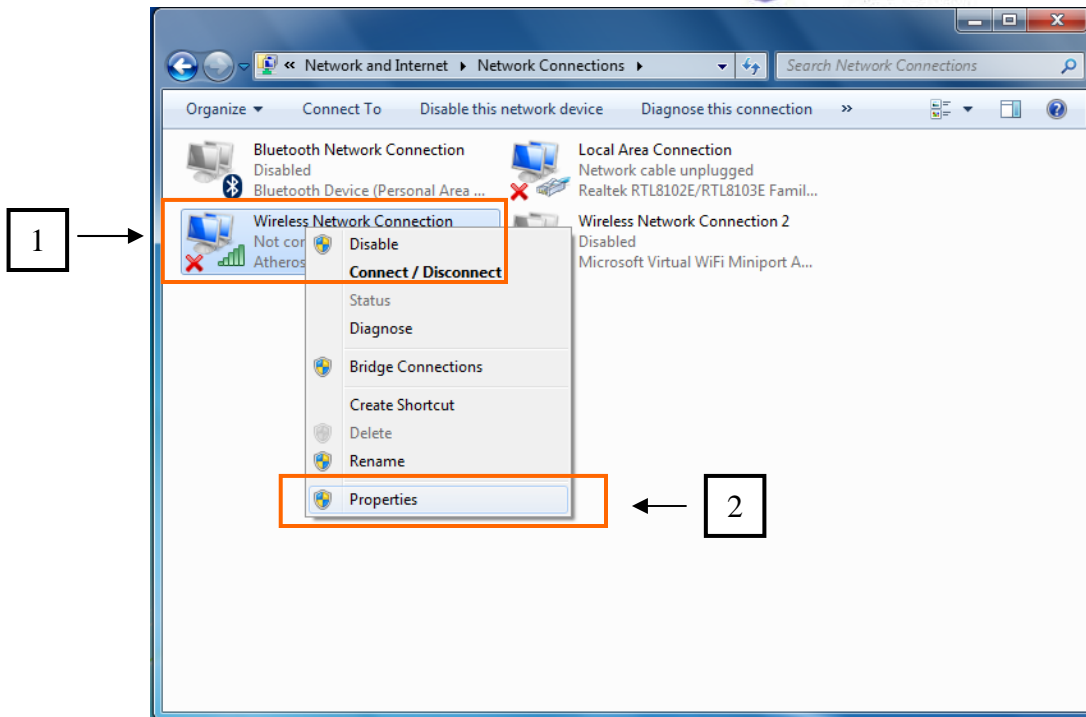 « Network and Internet Network Connections
Search Network Connections
Organize Connect To Disable this network device Diagnose this connection »
Bluetooth Network Connection
Disabled
Bluetooth Device (Personal Area ...
Local Area Connection
Network cable unplugged
Realtek RTL8102E/RTL8103E Famil...
1
Wireless Network Connection
Not con
Atheros
Wireless Network Connection 2
Disabled
Microsoft Virtual WiFi Miniport A...
Disable
Connect / Disconnect
Status
Diagnose
Bridge Connections
Create Shortcut
Delete
Rename
Properties
2